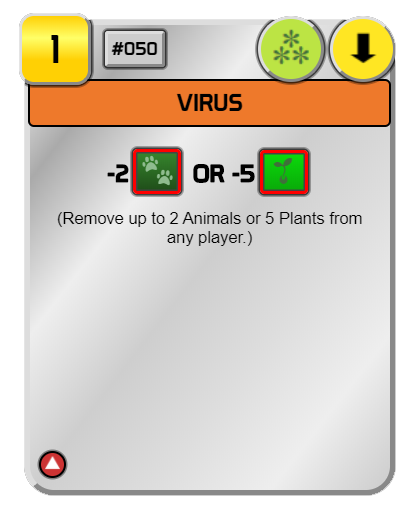 1
#050
VIRUS
-2 OR -5
(Remove up to 2 Animals or 5 Plants from
any player.)